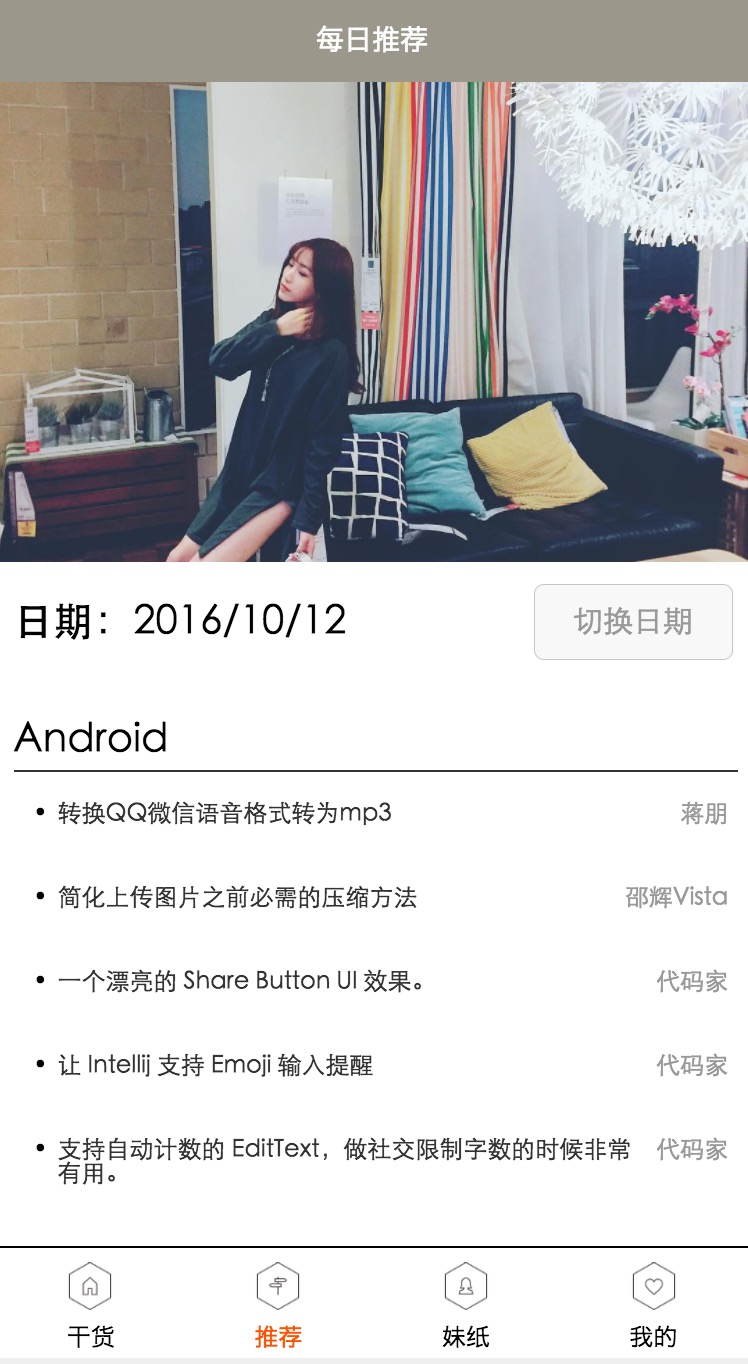 每日推荐
日期：2016/10/12
切换日期
Android
转换QQ微信语音格式转为mp3
蒋朋
简化上传图片之前必需的压缩方法
邵辉Vista
一个漂亮的 Share Button UI 效果。
代码家
让 Intellij 支持 Emoji 输入提醒
代码家
支持自动计数的 EditText，做社交限制字数的时候非常
代码家
有用。
干货
推荐
妹纸
我的